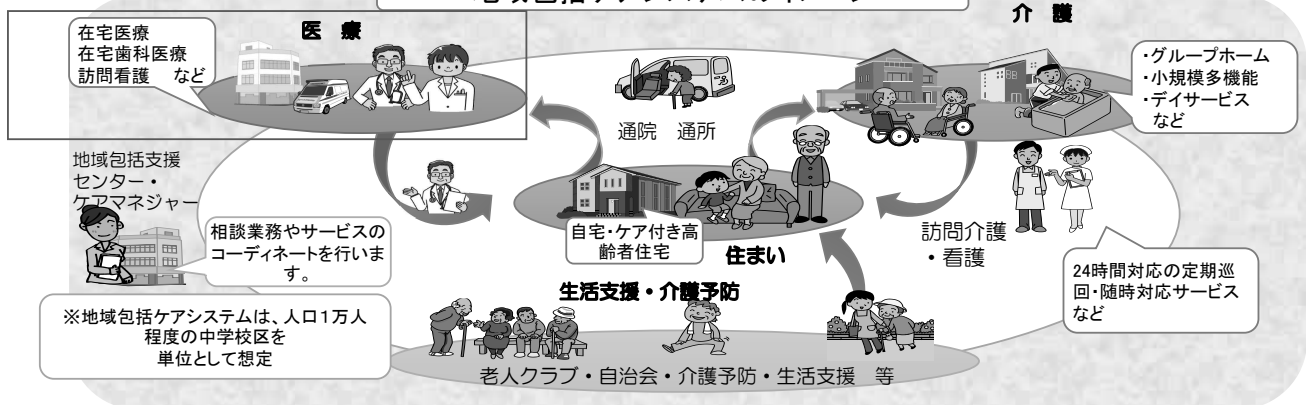 医 療
在宅医療
在宅歯科医療
訪問看護 など
介 護
・グループホーム
・小規模多機能
・デイサービス
など
通院 通所
地域包括支援
センター・
ケアマネジャー
相談業務やサービスの
コーディネートを行いま
す。
自宅・ケア付き高
齢者住宅
住まい
訪問介護
・看護
24時間対応の定期巡
回・随時対応サービス
など
生活支援・介護予防
※地域包括ケアシステムは、人口1万人
程度の中学校区を
単位として想定
老人クラブ・自治会・介護予防・生活支援 等